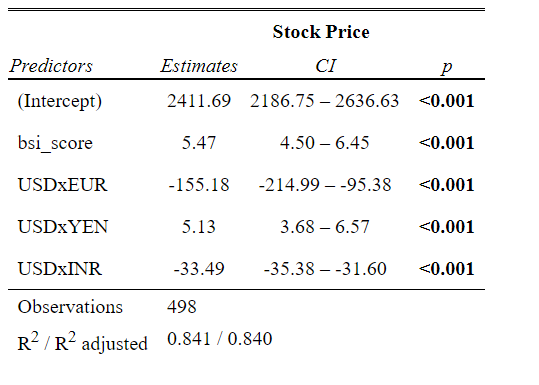 Stock Price
Predictors Estimates CI p
(Intercept) 2411.69 2186.75 – 2636.63 <0.001
bsi_score 5.47 4.50 – 6.45 <0.001
USDxEUR -155.18 -214.99 – -95.38 <0.001
USDxYEN 5.13 3.68 – 6.57 <0.001
USDxINR -33.49 -35.38 – -31.60 <0.001
Observations 498
R² / R² adjusted 0.841 / 0.840